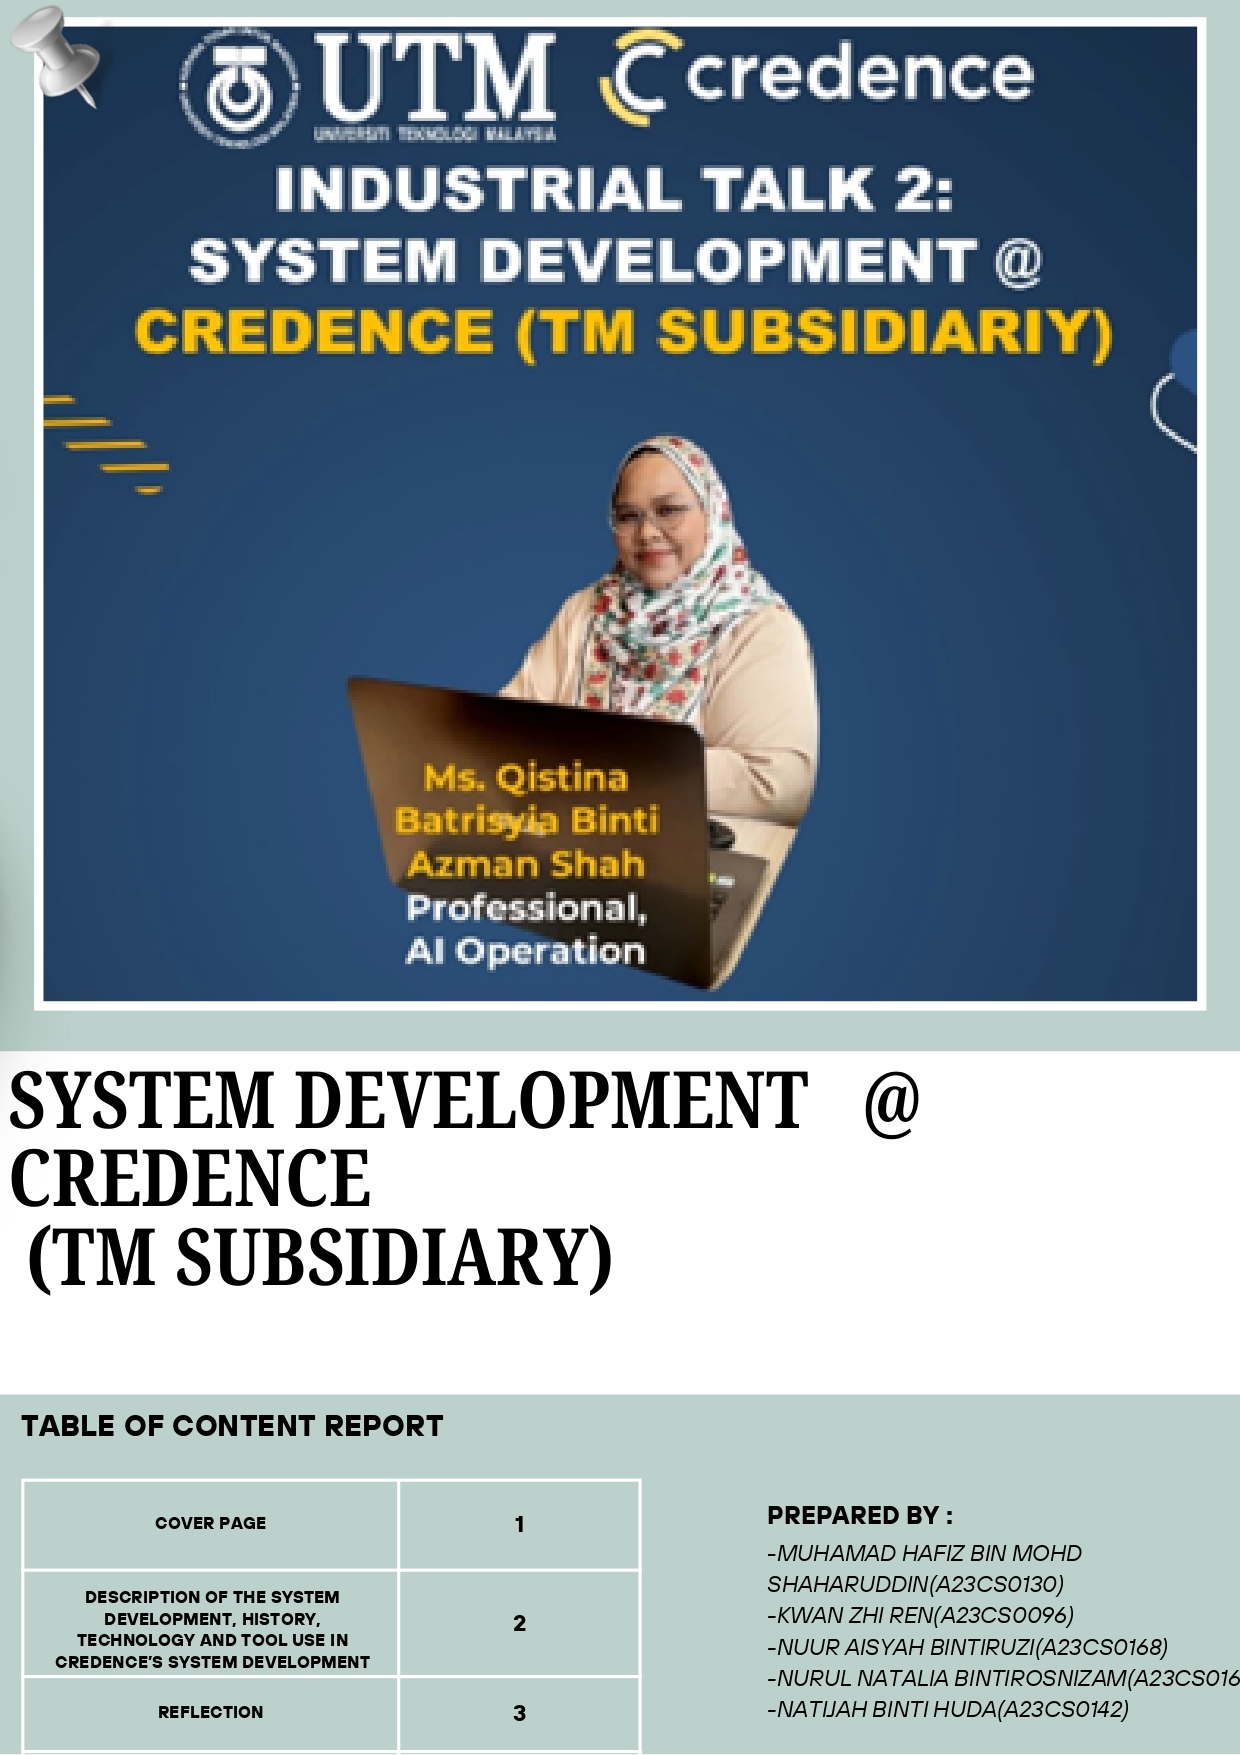 UTM
UNIVERSITI TEKNOLOGI MALAYSIA
credence
INDUSTRIAL TALK 2:
SYSTEM DEVELOPMENT @
CREDENCE (TM SUBSIDIARIY)
Ms. Qistina
Batrisyia Binti
Azman Shah
Professional,
AI Operation
SYSTEM DEVELOPMENT @
CREDENCE
(TM SUBSIDIARY)
TABLE OF CONTENT REPORT
COVER PAGE
1
DESCRIPTION OF THE SYSTEM
DEVELOPMENT, HISTORY,
TECHNOLOGY AND TOOL USE IN
CREDENCE'S SYSTEM DEVELOPMENT
2
REFLECTION
3
PREPARED BY :
-MUHAMAD HAFIZ BIN MOHD
SHAHARUDDIN(A23CS0130)
-KWAN ZHI REN(A23CS0096)
-NUUR AISYAH BINTIRUZI(A23CS0168)
-NURUL NATALIA BINTIROSNIZAM(A23CS016
-NATIJAH BINTI HUDA(A23CS0142)